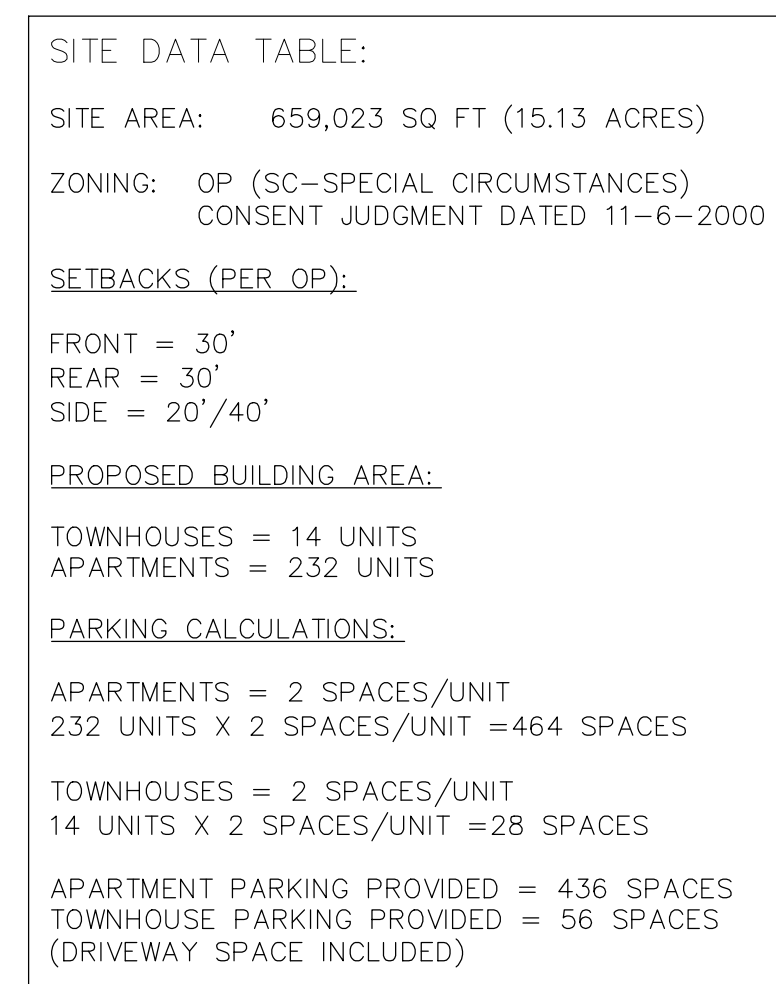 SITE DATA TABLE:
SITE AREA: 659,023 SQ FT (15.13 ACRES)
ZONING: OP (SC-SPECIAL CIRCUMSTANCES)
CONSENT JUDGMENT DATED 11-6-2000
SETBACKS (PER OP):
FRONT = 30'
REAR = 30'
SIDE = 20'/40'
PROPOSED BUILDING AREA:
TOWNHOUSES = 14 UNITS
APARTMENTS = 232 UNITS
PARKING CALCULATIONS:
APARTMENTS = 2 SPACES/UNIT
232 UNITS X 2 SPACES/UNIT =464 SPACES
TOWNHOUSES = 2 SPACES/UNIT
14 UNITS X 2 SPACES/UNIT =28 SPACES
APARTMENT PARKING PROVIDED = 436 SPACES
TOWNHOUSE PARKING PROVIDED = 56 SPACES
(DRIVEWAY SPACE INCLUDED)